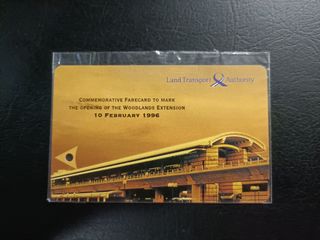 Land Transport Authority
COMMEMORATIVE FARECARD TO MARK
THE OPENING OF THE WOODLANDS EXTENSION
10 FEBRUARY 1996